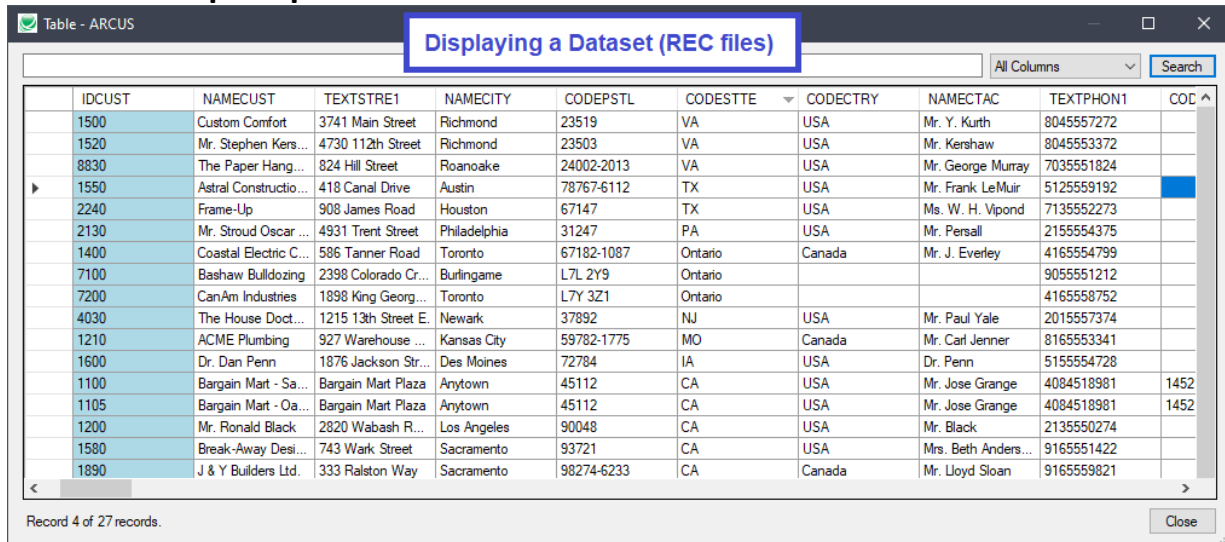 Table - ARCUS
Displaying a Dataset (REC files)
All Columns Search
IDCUST NAMECUST TEXTSTRE1 NAMECITY CODEPSTL CODESTTE CODECTRY NAMECTAC TEXTPHON1 COD
1500 Custom Comfort 3741 Main Street Richmond 23519 VA USA Mr. Y. Kurth 8045557272
1520 Mr. Stephen Kers... 4730 112th Street Richmond 23503 VA USA Mr. Kershaw 8045553372
8830 The Paper Hang... 824 Hill Street Roanoake 24002-2013 VA USA Mr. George Murray 7035551824
1550 Astral Constructio... 418 Canal Drive Austin 78767-6112 TX USA Mr. Frank LeMuir 5125559192
2240 Frame-Up 908 James Road Houston 67147 TX USA Ms. W. H. Vipond 7135552273
2130 Mr. Stroud Oscar ... 4931 Trent Street Philadelphia 31247 PA USA Mr. Persall 2155554375
1400 Coastal Electric C... 586 Tanner Road Toronto 67182-1087 Ontario Canada Mr. J. Everley 4165554799
7100 Bashaw Bulldozing 2398 Colorado Cr... Burlingame L7L 2Y9 Ontario 9055551212
7200 CanAm Industries 1898 King Georg... Toronto L7Y 3Z1 Ontario 4165558752
4030 The House Doct... 1215 13th Street E. Newark 37892 NJ USA Mr. Paul Yale 2015557374
1210 ACME Plumbing 927 Warehouse ... Kansas City 59782-1775 MO Canada Mr. Carl Jenner 8165553341
1600 Dr. Dan Penn 1876 Jackson Str... Des Moines 72784 IA USA Dr. Penn 5155554728
1100 Bargain Mart - Sa... Bargain Mart Plaza Anytown 45112 CA USA Mr. Jose Grange 4084518981 1452
1105 Bargain Mart - Oa... Bargain Mart Plaza Anytown 45112 CA USA Mr. Jose Grange 4084518981 1452
1200 Mr. Ronald Black 2820 Wabash R... Los Angeles 90048 CA USA Mr. Black 2135550274
1580 Break-Away Desi... 743 Wark Street Sacramento 93721 CA USA Mrs. Beth Anders... 9165551422
1890 J & Y Builders Ltd. 333 Ralston Way Sacramento 98274-6233 CA Canada Mr. Lloyd Sloan 9165559821
Record 4 of 27 records. Close